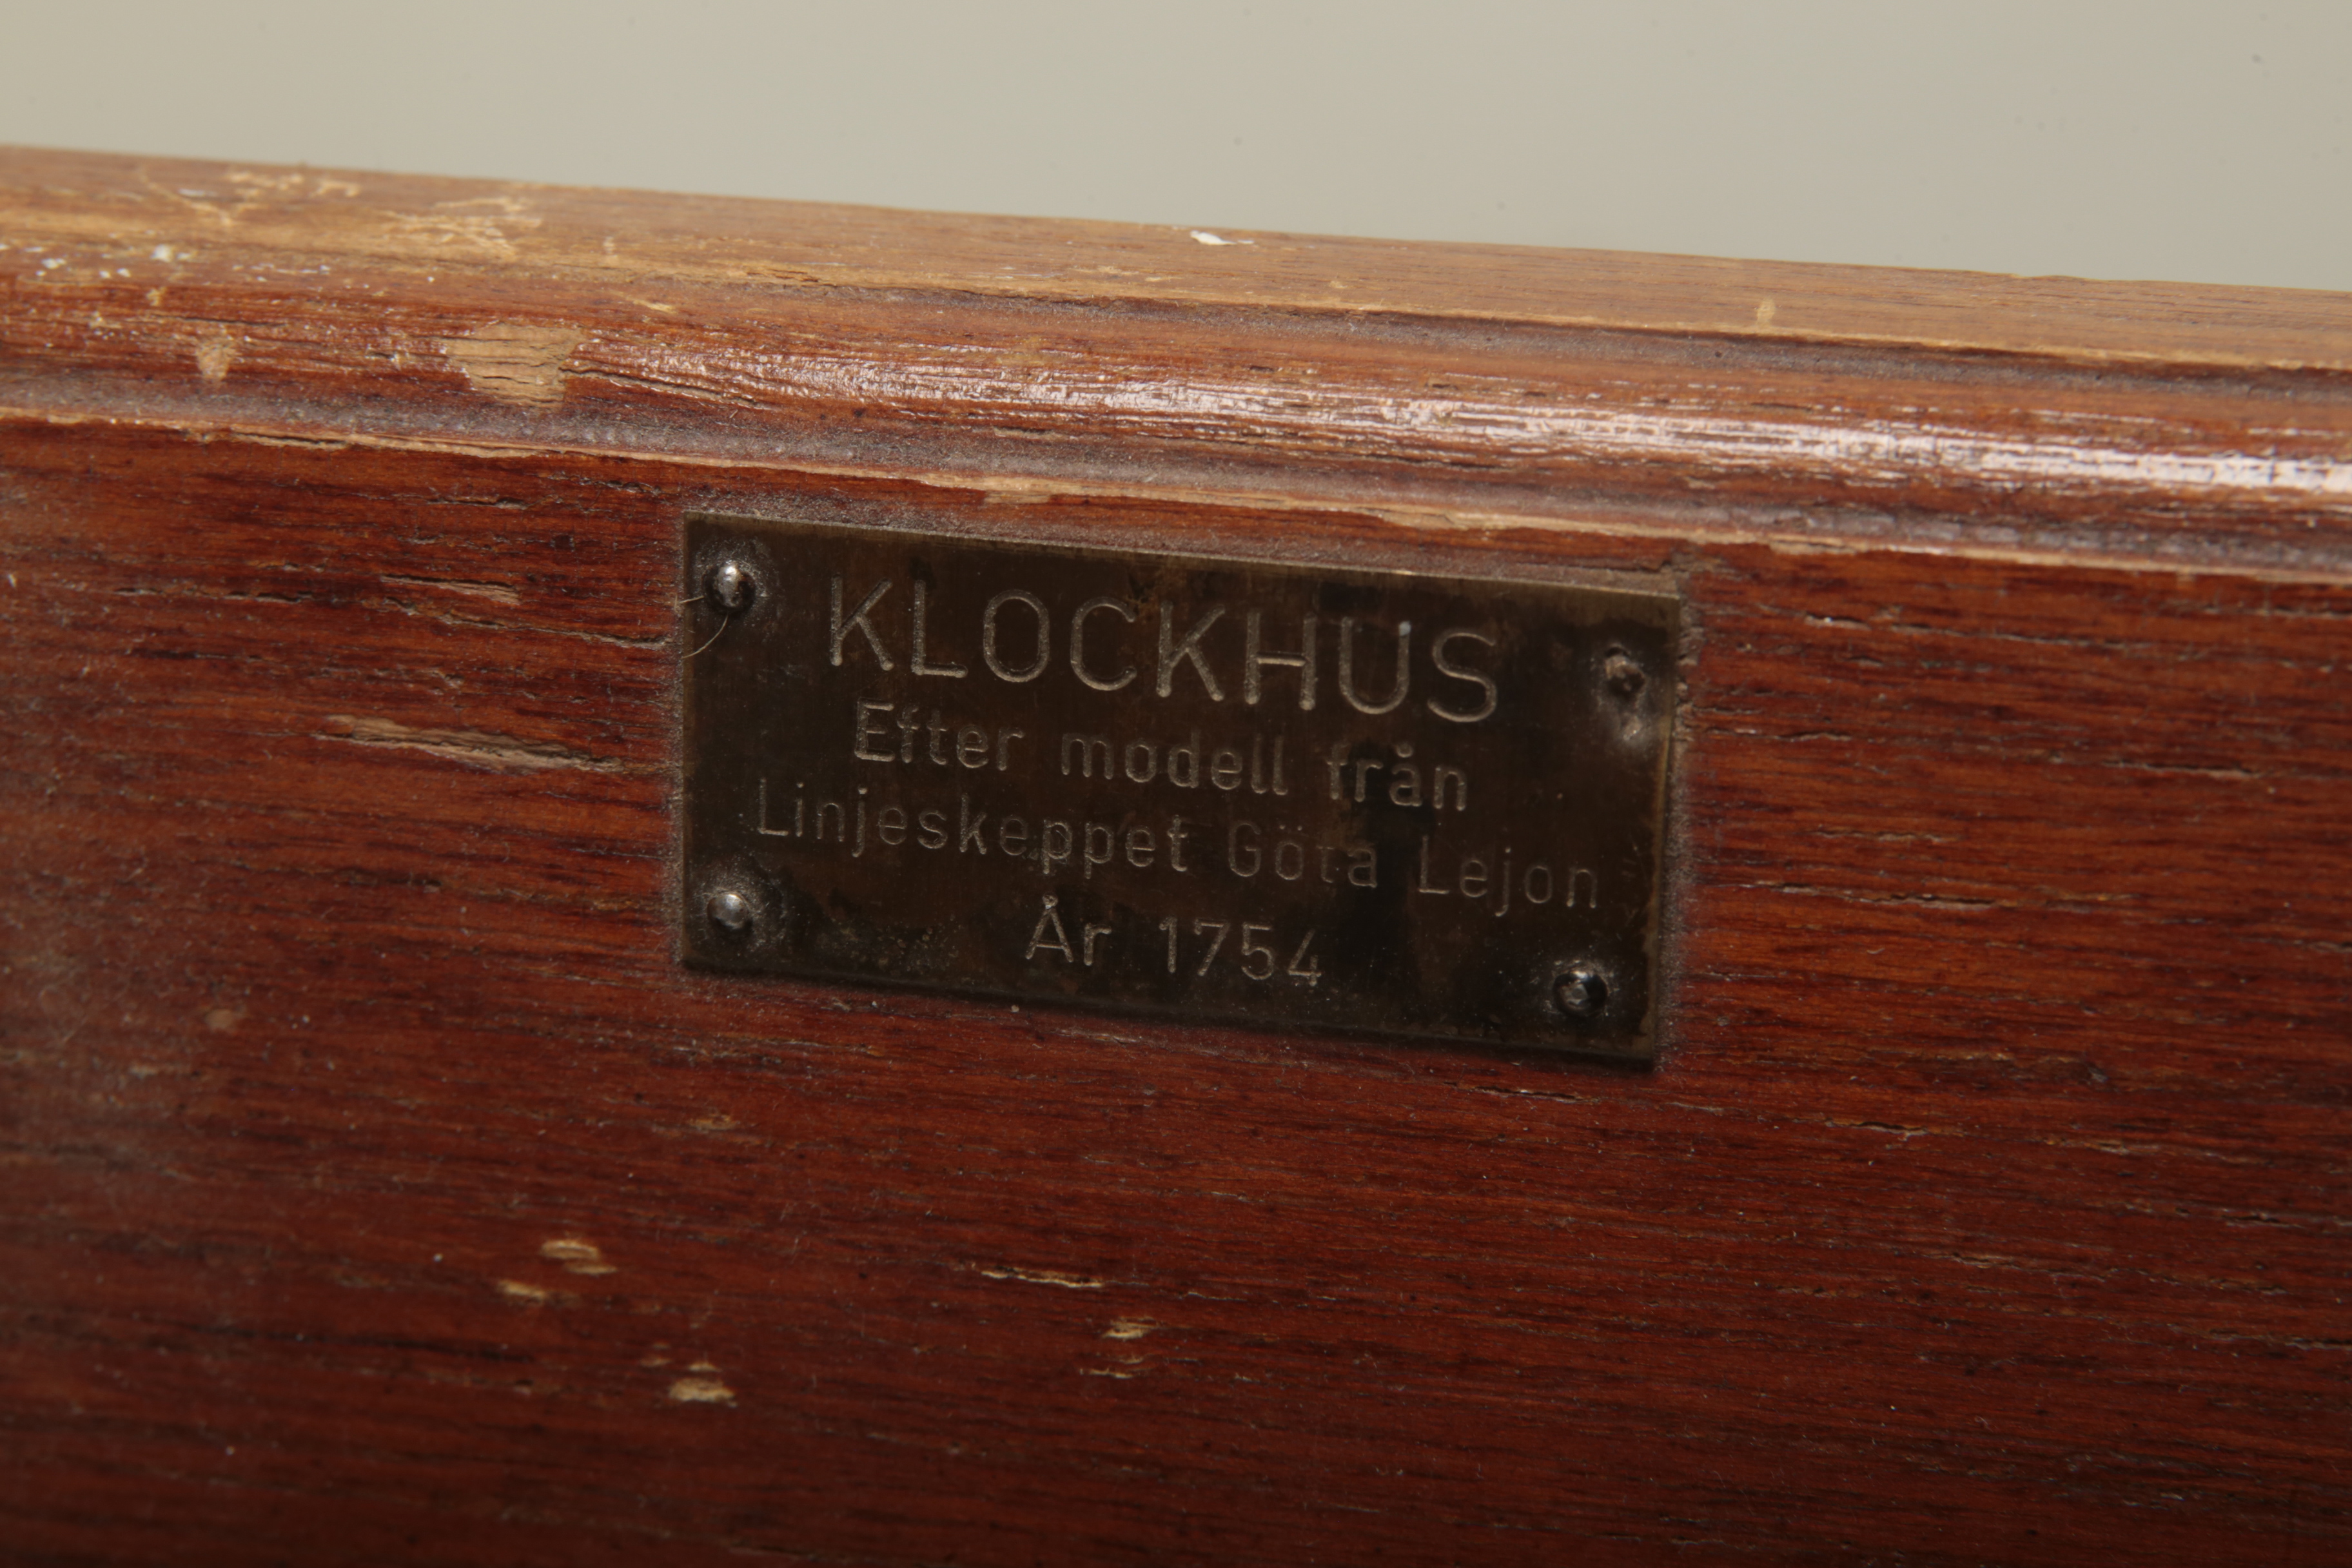 KLOCKHUS
Efter modell från
Linjeskeppet Göta Lejon
År 1754